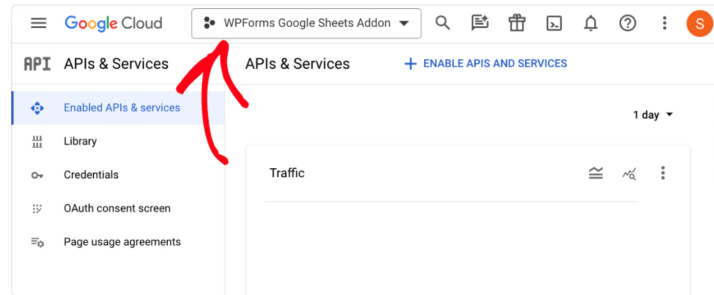 Google Cloud
WPForms Google Sheets Addon
S
API APIs & Services
APIs & Services
+ ENABLE APIS AND SERVICES
Enabled APIs & services
1 day
Library
Credentials
Traffic
OAuth consent screen
Page usage agreements